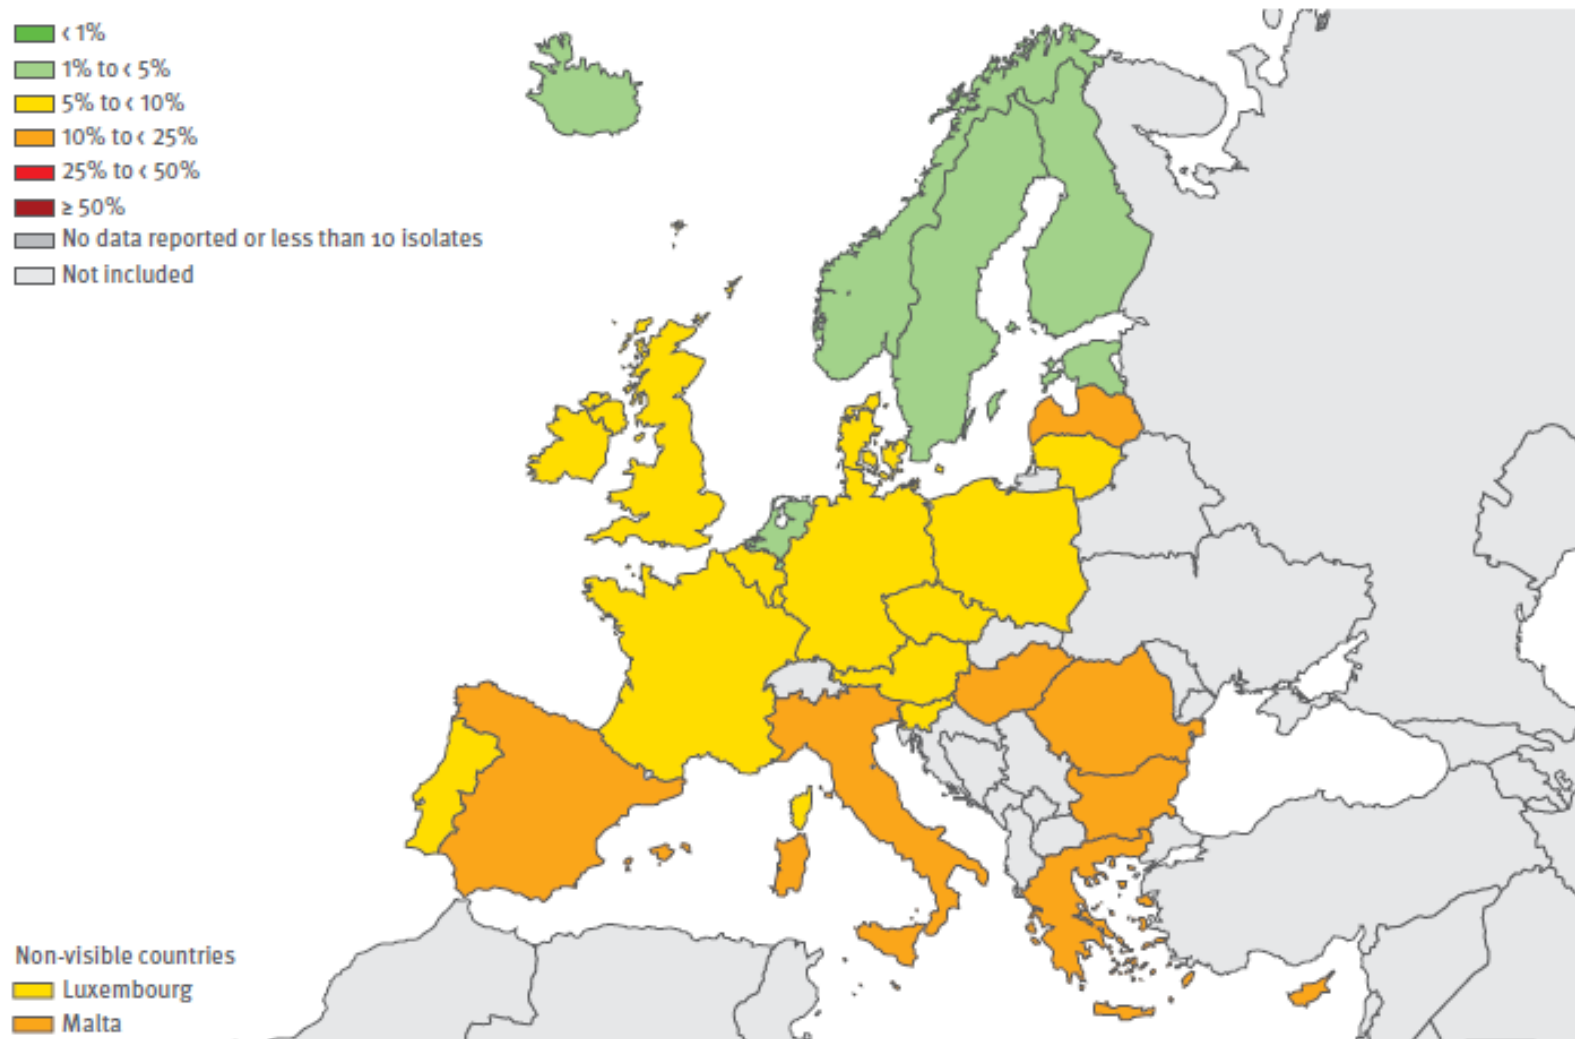 < 1%
1% to < 5%
5% to < 10%
10% to < 25%
25% to < 50%
≥ 50%
No data reported or less than 10 isolates
Not included
Non-visible countries
Luxembourg
Malta